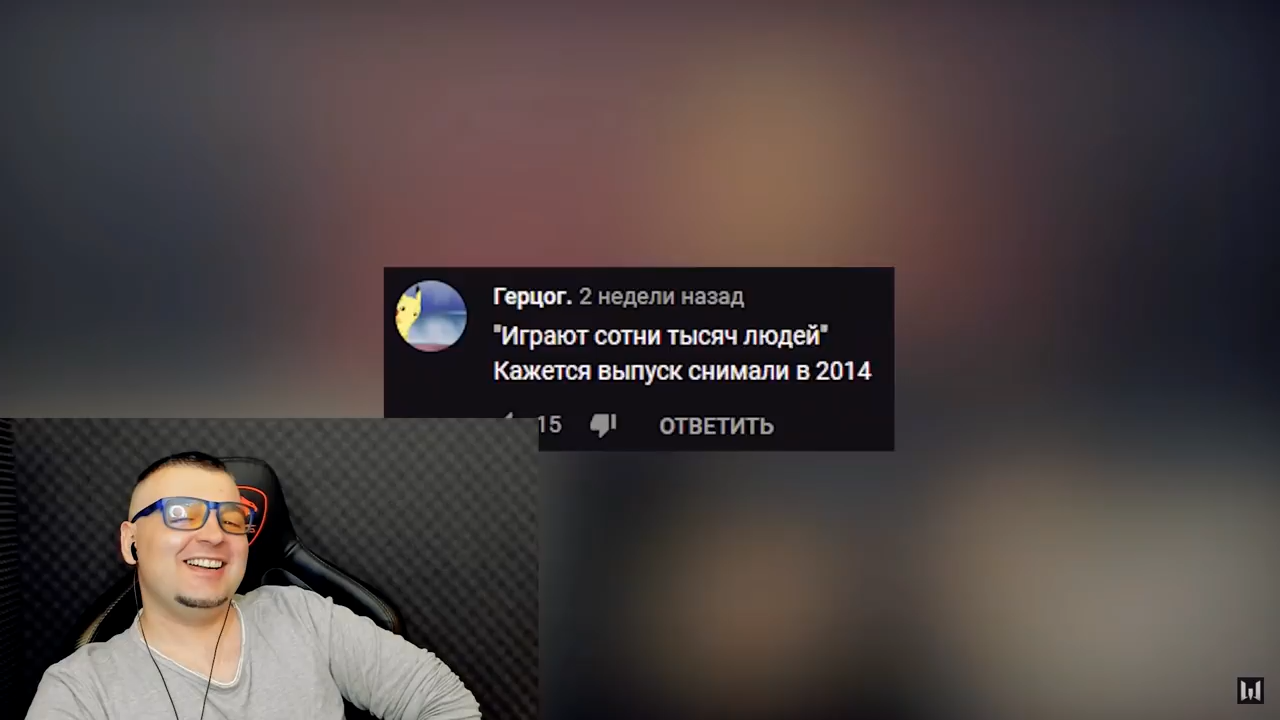 Герцог. 2 недели назад
"Играют сотни тысяч людей"
Кажется выпуск снимали в 2014
15 ОТВЕТИТЬ